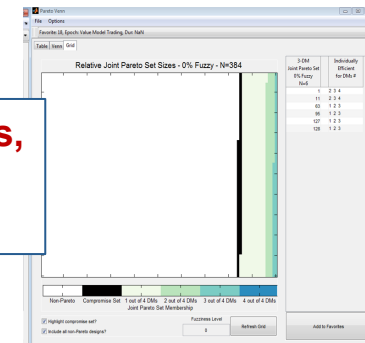 Pareto Viewer
File Options
Favorite: 18, Epoch: Value Model Trading, Dur: NaN
Table Views Grid
Relative Joint Pareto Set Sizes - 0% Fuzzy - N=384
s,
3-DM
Joint Pareto Set
0% Fuzzy
N=6
Individually
Efficient
for DMs #
1 2 3 4
11 2 3 4
63 1 2 3
95 1 2 3
127 1 2 3
128 1 2 3
Non-Pareto Compromise Set 1 out of 4 DMs 2 out of 4 DMs 3 out of 4 DMs 4 out of 4 DMs
Joint Pareto Set Membership
Highlight compromise set?
Include all non-Pareto designs?
Fuzziness Level
0
Refresh Grid
Add to Favorites